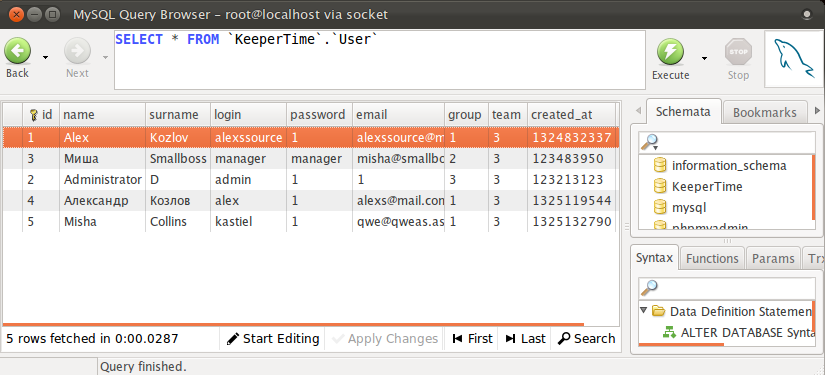 MySQL Query Browser – root@localhost via socket
SELECT * FROM `KeeperTime`.`User`
Back Next Execute STOP Stop
id name surname login password email group team created_at
1 Alex Kozlov alexssource 1 alexssource@m 1 3 1324832337
3 Миша Smallboss manager manager misha@smallbo 2 3 123483950
2 Administrator D admin 1 1 3 3 123213123
4 Александр Козлов alex 1 alexs@mail.com 1 3 1325119544
5 Misha Collins kastiel 1 qwe@qweas.as 1 3 1325132790
Schemata Bookmarks
information_schema
KeeperTime
mysql
phpmyadmin
Syntax Functions Params Trx
Data Definition Statemen
ALTER DATABASE Synta
5 rows fetched in 0:00.0287 Start Editing Apply Changes First Last Search
Query finished.